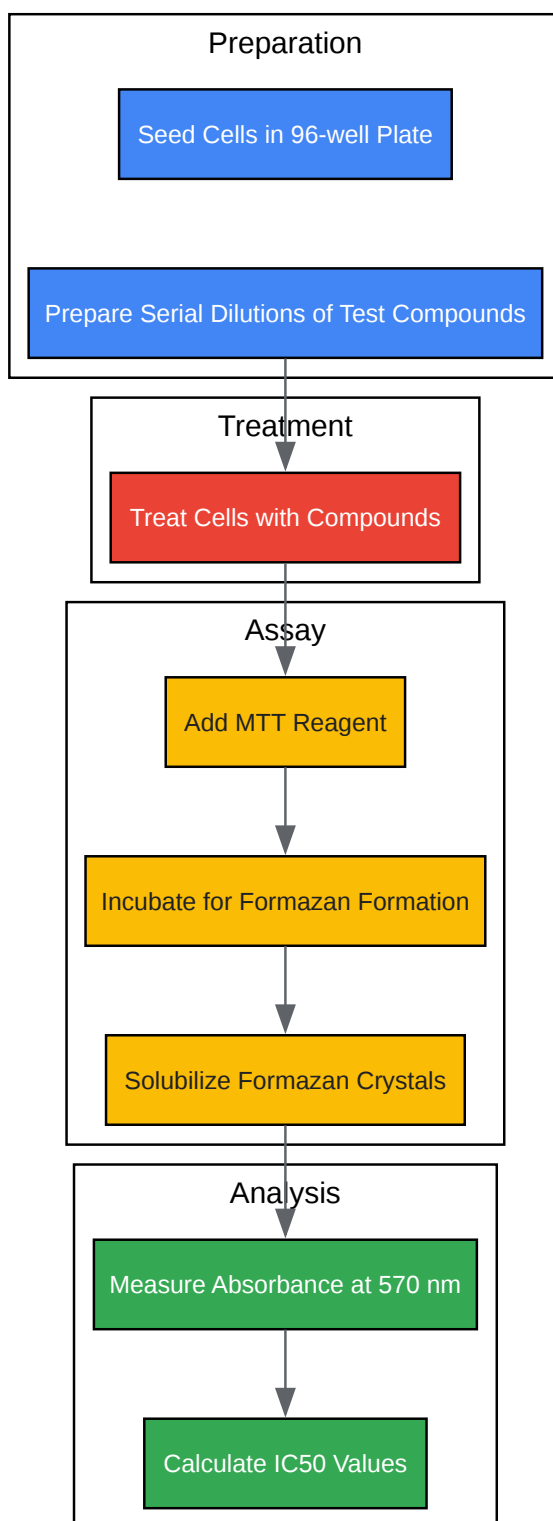 Preparation
Seed Cells in 96-well Plate
Prepare Serial Dilutions of Test Compounds
Treatment
Treat Cells with Compounds
Assay
Add MTT Reagent
Incubate for Formazan Formation
Solubilize Formazan Crystals
Analysis
Measure Absorbance at 570 nm
Calculate IC50 Values